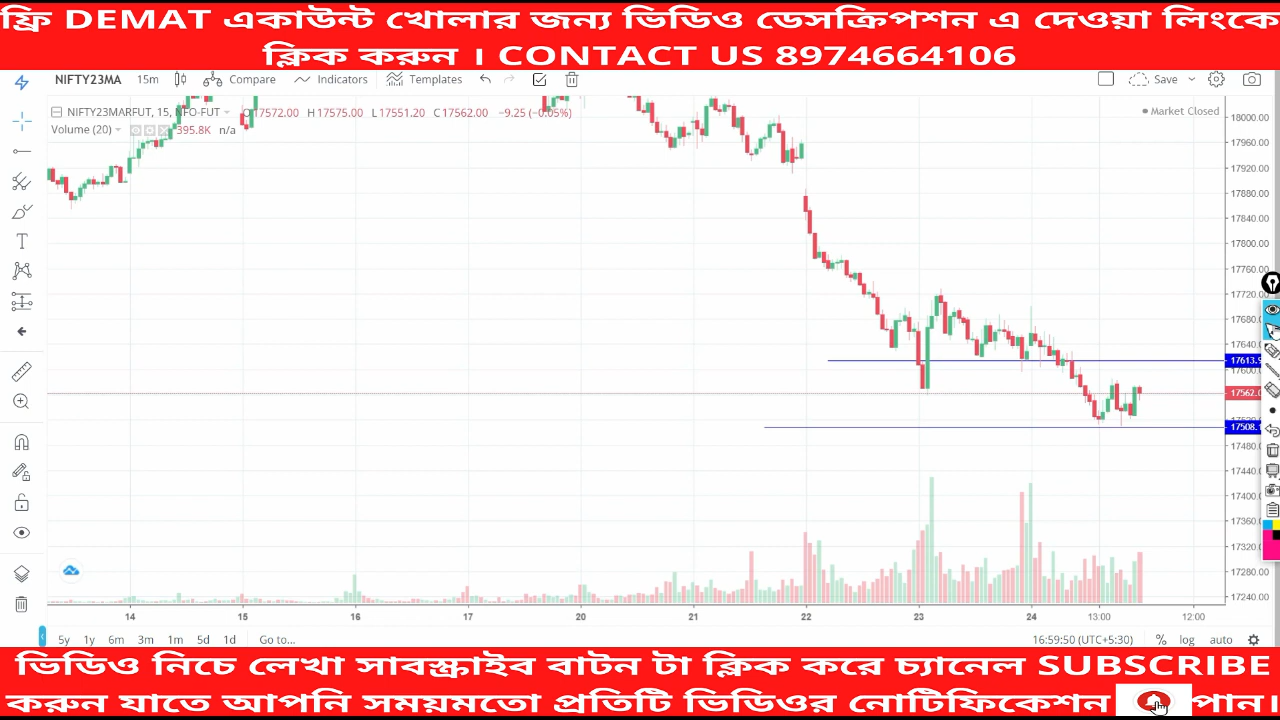 ফ্রি DEMAT একাউন্ট খোলার জন্য ভিডিও ডেসক্রিপশন এ দেওয়া লিংকে
ক্লিক করুন । CONTACT US 8974664106
NIFTY23MA 15m Compare Indicators Templates Save
NIFTY23MARFUT, 15, NFO-FUT O17572.00 H17575.00 L17551.20 C17562.00 −9.25 (−0.05%)
Market Closed
Volume (20) 395.8K n/a
18000.00
17960.00
17920.00
17880.00
17840.00
17800.00
17760.00
17720.00
17680.00
17640.00
17613.9
17600.00
17562.0
17508.
17480.00
17440.00
17400.00
17360.00
17320.00
17280.00
17240.00
14 15 16 17 20 21 22 23 24 13:00 12:00
5y 1y 6m 3m 1m 5d 1d Go to... 16:59:50 (UTC+5:30) % log auto
ভিডিও নিচে লেখা সাবস্ক্রাইব বাটন টা ক্লিক করে চ্যানেল SUBSCRIBE
করুন যাতে আপনি সময়মতো প্রতিটি ভিডিওর নোটিফিকেশন পান।